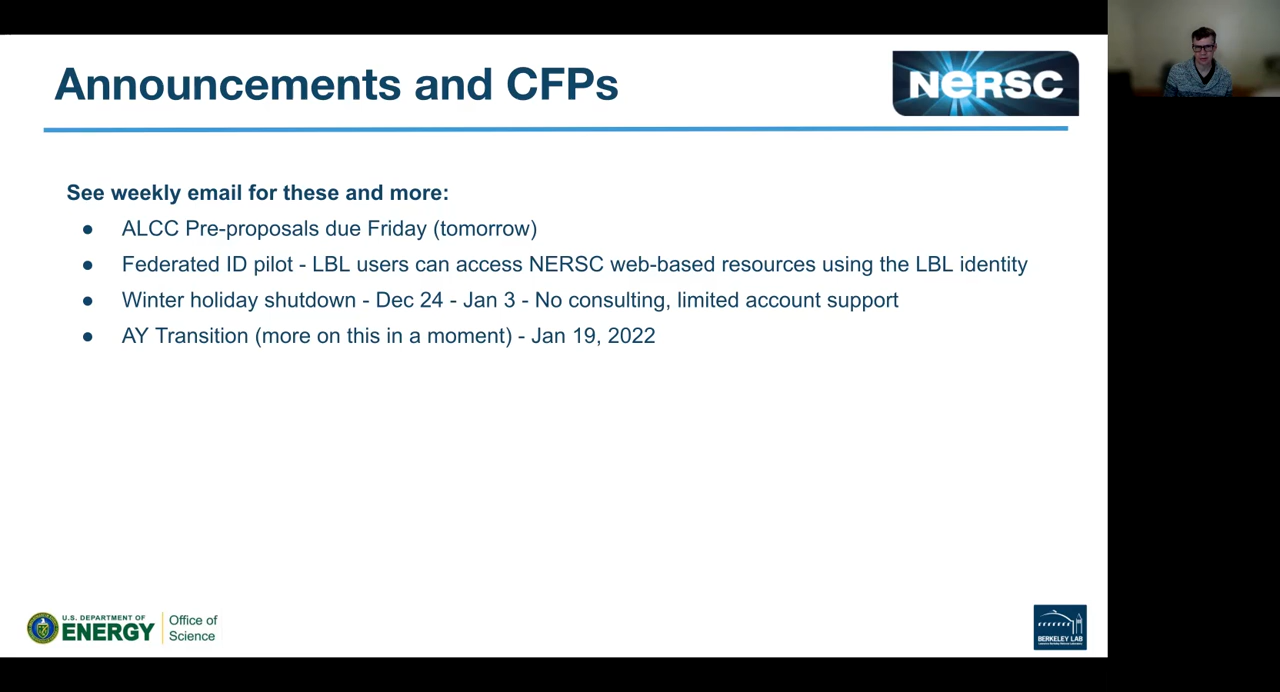 Announcements and CFPs
NERSC
See weekly email for these and more:
● ALCC Pre-proposals due Friday (tomorrow)
● Federated ID pilot - LBL users can access NERSC web-based resources using the LBL identity
● Winter holiday shutdown - Dec 24 - Jan 3 - No consulting, limited account support
● AY Transition (more on this in a moment) - Jan 19, 2022
U.S. DEPARTMENT OF
ENERGY
Office of
Science
BERKELEY LAB